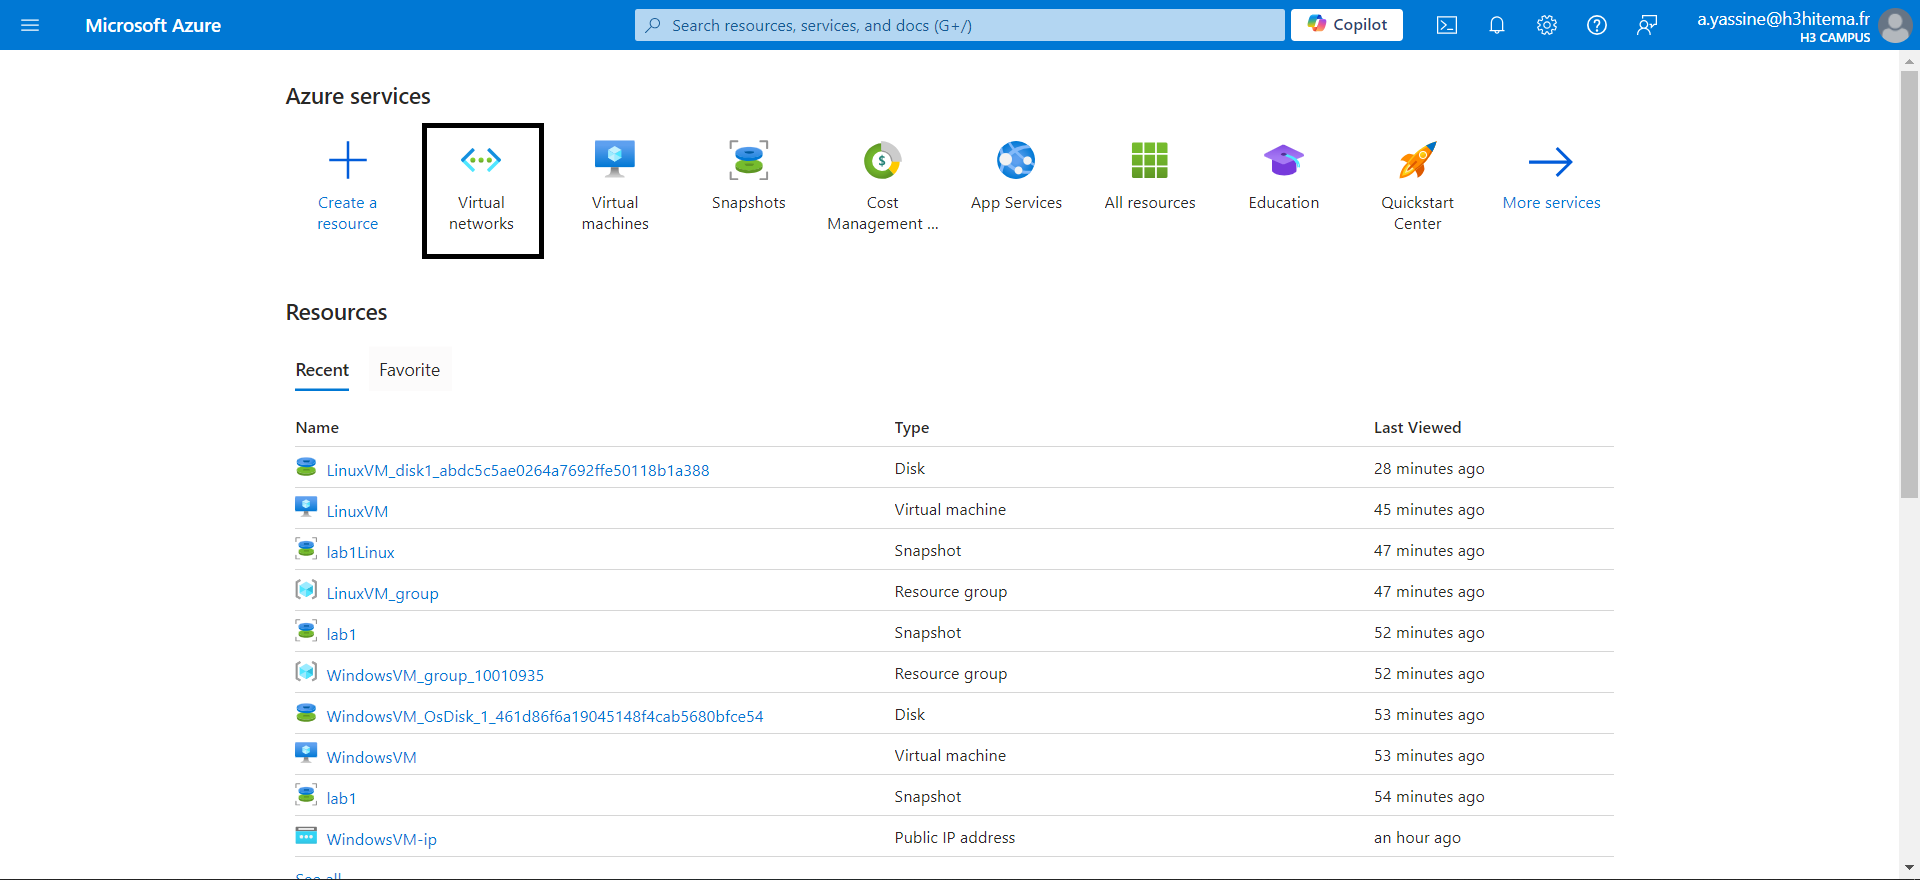 Microsoft Azure
Search resources, services, and docs (G+/)
Copilot
a.yassine@h3hitema.fr
H3 CAMPUS
Azure services
Create a
resource
Virtual
networks
Virtual
machines
Snapshots
Cost
Management ...
App Services
All resources
Education
Quickstart
Center
More services
Resources
Recent Favorite
Name Type Last Viewed
LinuxVM_disk1_abdc5c5ae0264a7692ffe50118b1a388 Disk 28 minutes ago
LinuxVM Virtual machine 45 minutes ago
lab1Linux Snapshot 47 minutes ago
LinuxVM_group Resource group 47 minutes ago
lab1 Snapshot 52 minutes ago
WindowsVM_group_10010935 Resource group 52 minutes ago
WindowsVM_OsDisk_1_461d86f6a19045148f4cab5680bfce54 Disk 53 minutes ago
WindowsVM Virtual machine 53 minutes ago
lab1 Snapshot 54 minutes ago
WindowsVM-ip Public IP address an hour ago
See all